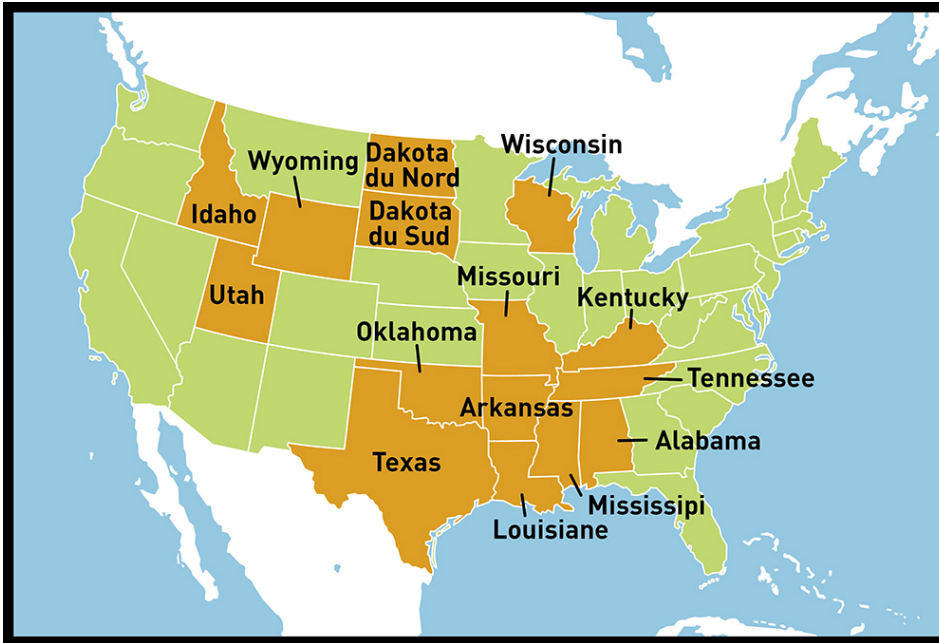 Wisconsin
Wyoming
Dakota
du Nord
Idaho
Dakota
du Sud
Utah
Missouri
Kentucky
Oklahoma
Tennessee
Arkansas
Alabama
Texas
Mississipi
Louisiane